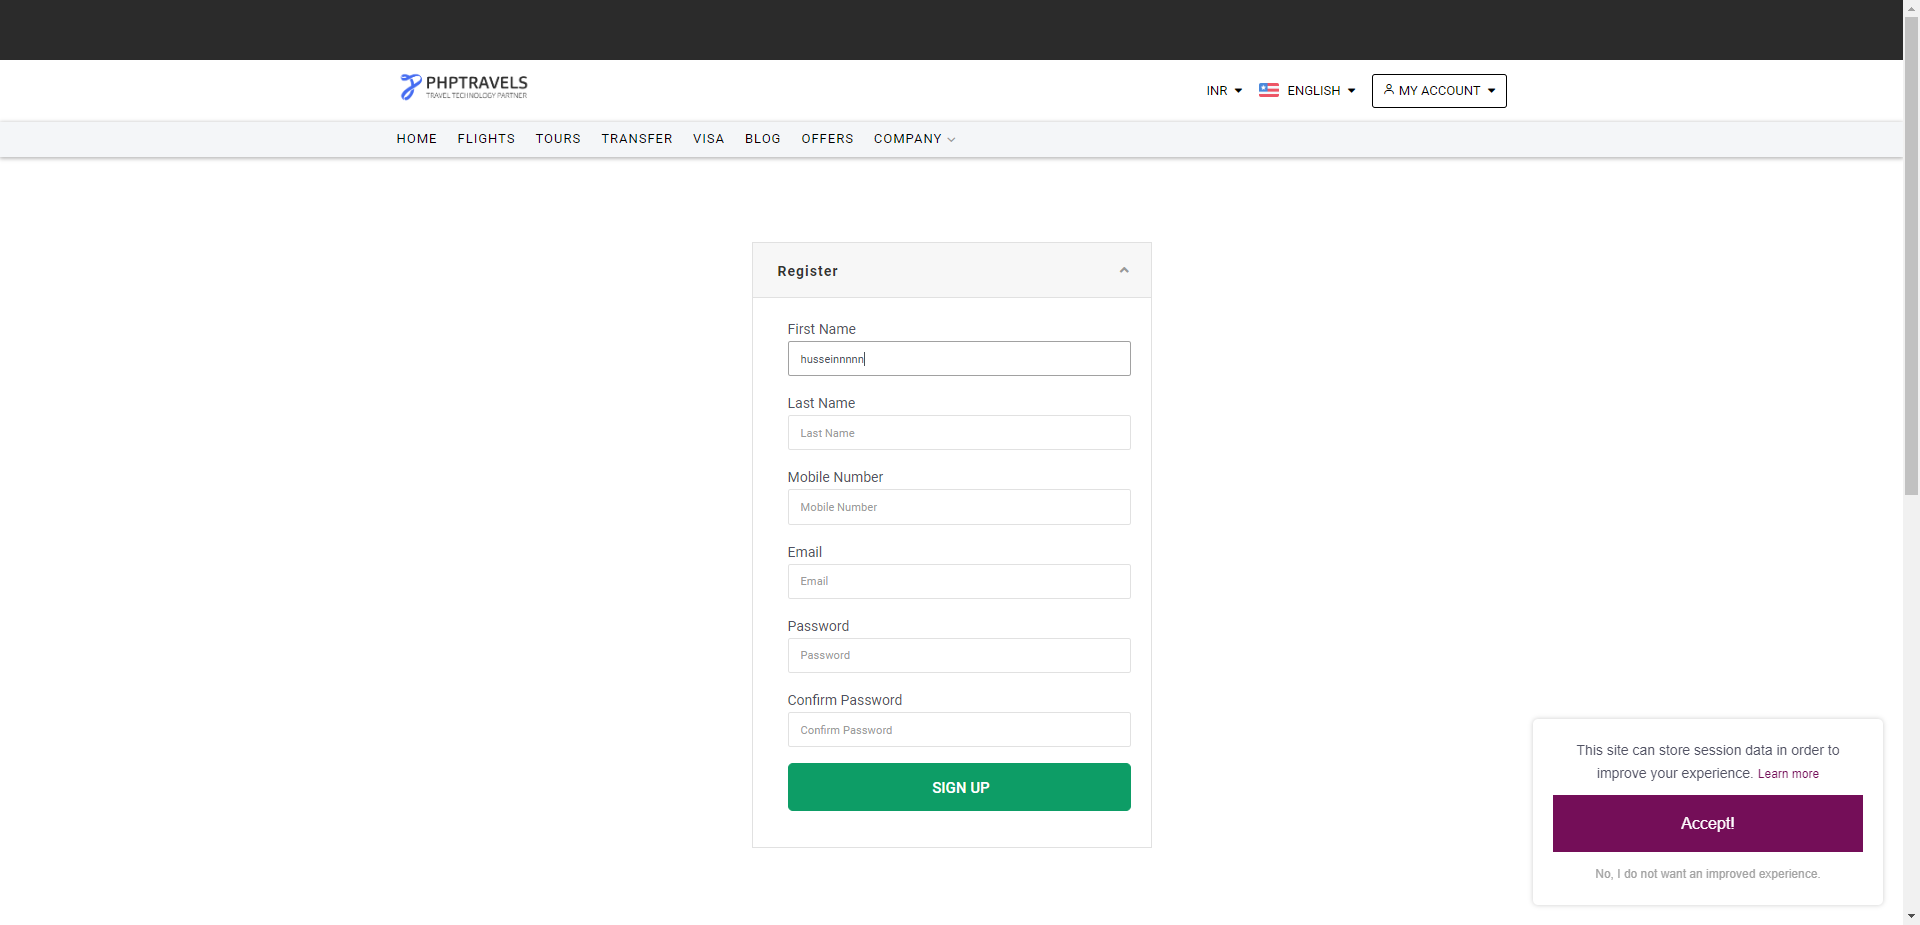 PHPTRAVELS
TRAVEL TECHNOLOGY PARTNER
INR ENGLISH MY ACCOUNT
HOME FLIGHTS TOURS TRANSFER VISA BLOG OFFERS COMPANY
Register
First Name
husseinnnnn
Last Name
Last Name
Mobile Number
Mobile Number
Email
Email
Password
Password
Confirm Password
Confirm Password
SIGN UP
This site can store session data in order to
improve your experience. Learn more
Accept!
No, I do not want an improved experience.